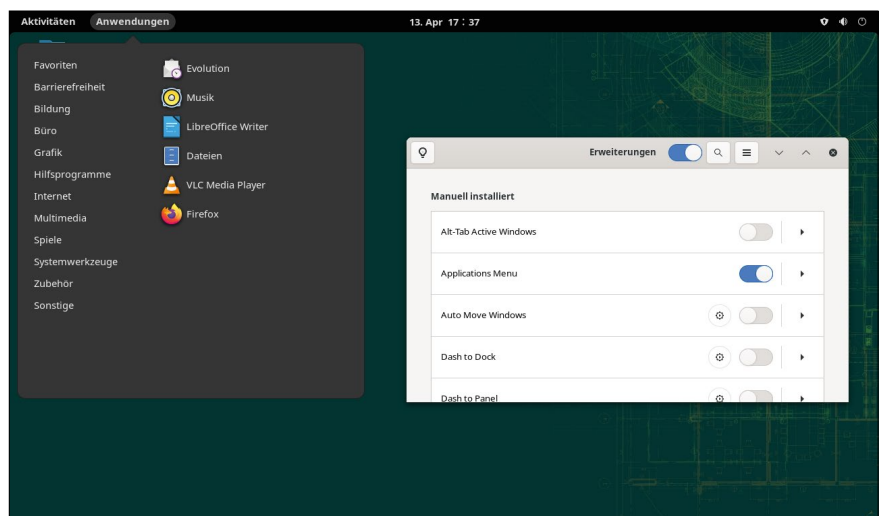 Aktivitäten Anwendungen 13. Apr 17:37
Favoriten
Barrierefreiheit
Bildung
Büro
Grafik
Hilfsprogramme
Internet
Multimedia
Spiele
Systemwerkzeuge
Zubehör
Sonstige
Evolution
Musik
LibreOffice Writer
Dateien
VLC Media Player
Firefox
Erweiterungen
Manuell installiert
Alt-Tab Active Windows
Applications Menu
Auto Move Windows
Dash to Dock
Dash to Panel